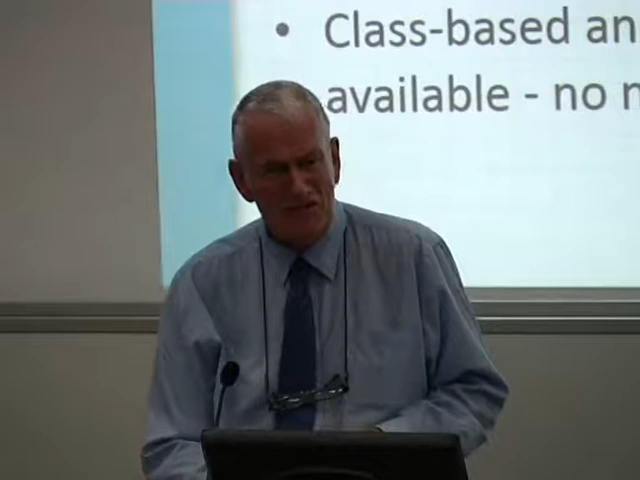 • Class-based an
available - no n